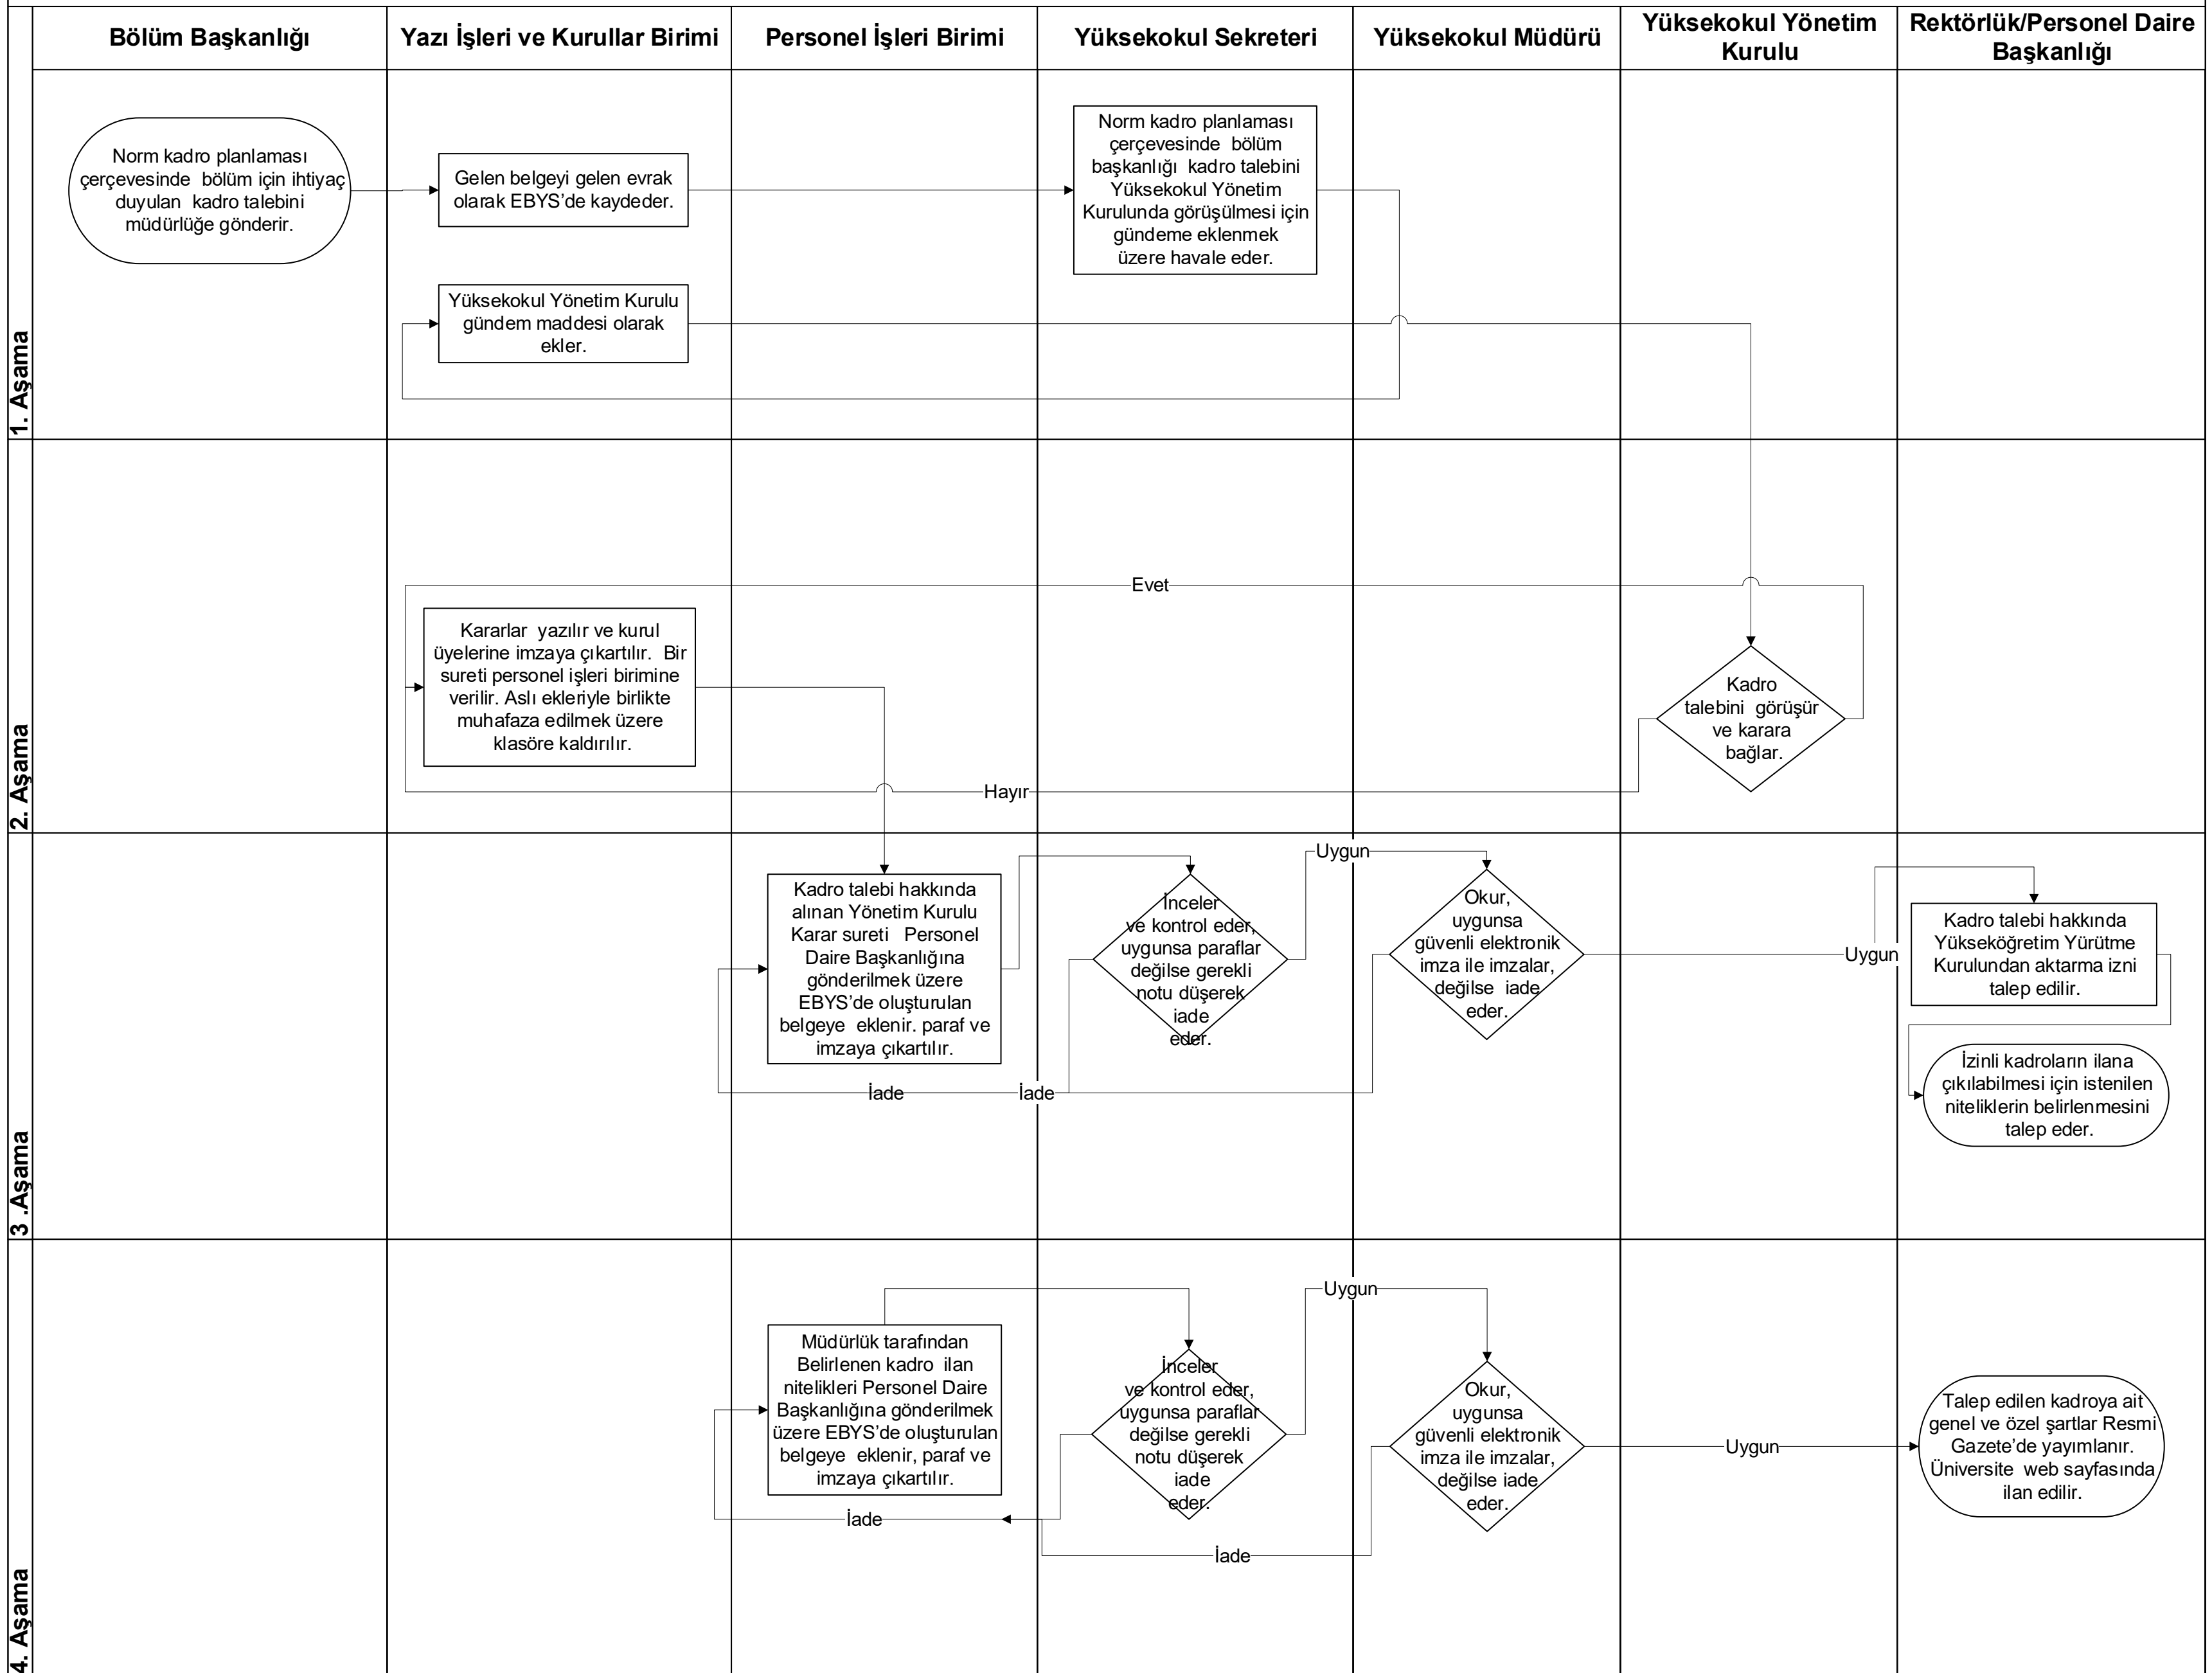 Bölüm Başkanlığı
Yazı İşleri ve Kurullar Birimi
Personel İşleri Birimi
Yüksekokul Sekreteri
Yüksekokul Müdürü
Yüksekokul Yönetim
Kurulu
Rektörlük/Personel Daire
Başkanlığı
1. Aşama
Norm kadro planlaması
çerçevesinde bölüm için ihtiyaç
duyulan kadro talebini
müdürlüğe gönderir.
Gelen belgeyi gelen evrak
olarak EBYS’de kaydeder.
Norm kadro planlaması
çerçevesinde bölüm
başkanlığı kadro talebini
Yüksekokul Yönetim
Kurulunda görüşülmesi için
gündeme eklenmek
üzere havale eder.
Yüksekokul Yönetim Kurulu
gündem maddesi olarak
ekler.
2. Aşama
Evet
Kararlar yazılır ve kurul
üyelerine imzaya çıkartılır. Bir
sureti personel işleri birimine
verilir. Aslı ekleriyle birlikte
muhafaza edilmek üzere
klasöre kaldırılır.
Kadro
talebini görüşür
ve karara
bağlar.
Hayır
3 .Aşama
Kadro talebi hakkında
alınan Yönetim Kurulu
Karar sureti Personel
Daire Başkanlığına
gönderilmek üzere
EBYS’de oluşturulan
belgeye eklenir. paraf ve
imzaya çıkartılır.
İnceler
ve kontrol eder,
uygunsa paraflar
değilse gerekli
notu düşerek
iade
eder.
Uygun
Okur,
uygunsa
güvenli elektronik
imza ile imzalar,
değilse iade
eder.
Uygun
Kadro talebi hakkında
Yükseköğretim Yürütme
Kurulundan aktarma izni
talep edilir.
İzinli kadroların ilana
çıkılabilmesi için istenilen
niteliklerin belirlenmesini
talep eder.
İade
İade
4. Aşama
Müdürlük tarafından
Belirlenen kadro ilan
nitelikleri Personel Daire
Başkanlığına gönderilmek
üzere EBYS’de oluşturulan
belgeye eklenir, paraf ve
imzaya çıkartılır.
İnceler
ve kontrol eder,
uygunsa paraflar
değilse gerekli
notu düşerek
iade
eder.
Uygun
Okur,
uygunsa
güvenli elektronik
imza ile imzalar,
değilse iade
eder.
Uygun
Talep edilen kadroya ait
genel ve özel şartlar Resmi
Gazete’de yayımlanır.
Üniversite web sayfasında
ilan edilir.
İade
İade